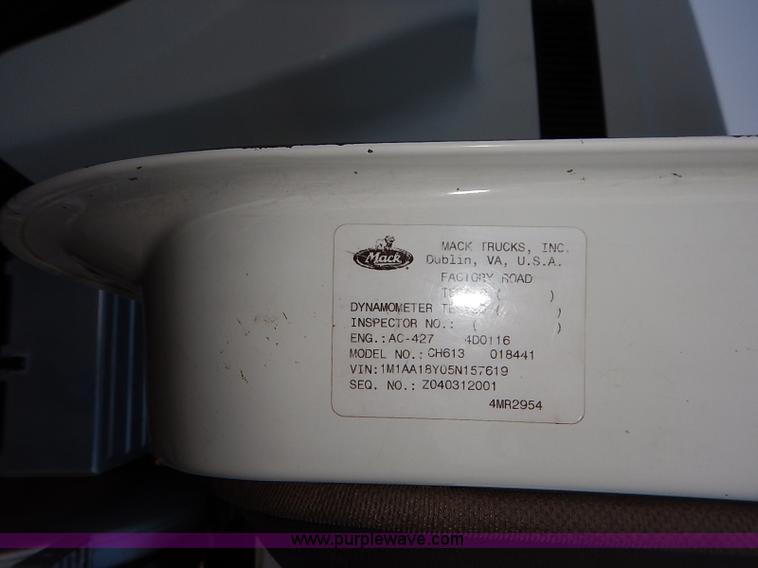 Mack
MACK TRUCKS, INC.
Dublin, VA, U.S.A.
FACTORY ROAD
( )
DYNAMOMETER ( )
INSPECTOR NO.: ( )
ENG.: AC-427 4D0116
MODEL NO.: CH613 018441
VIN: 1M1AA18Y05N157619
SEQ. NO.: Z040312001
4MR2954
www.purplewave.com